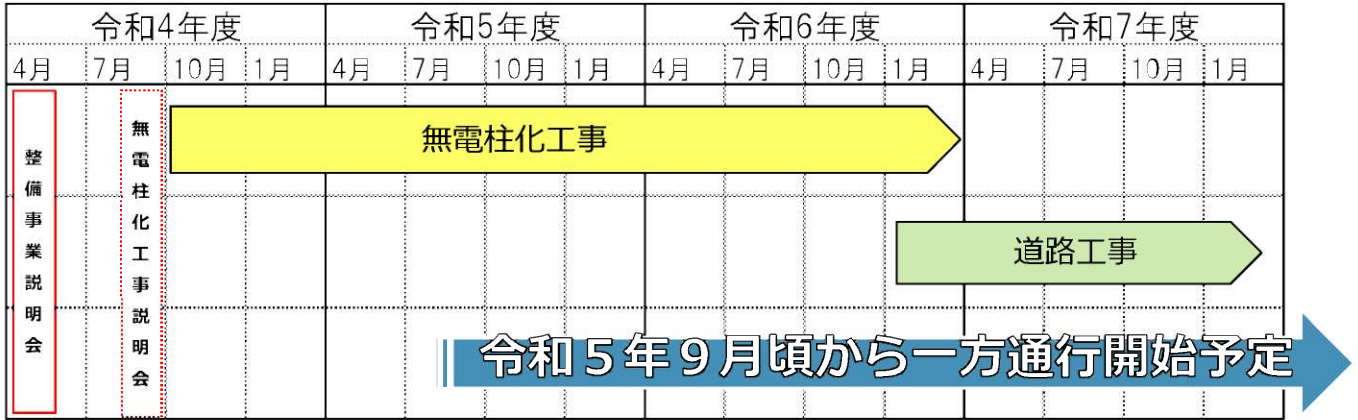 令和4年度 令和5年度 令和6年度 令和7年度
4月 7月 10月 1月 4月 7月 10月 1月 4月 7月 10月 1月 4月 7月 10月 1月
整備事業説明会
無電柱化工事説明会
無電柱化工事
道路工事
令和５年９月頃から一方通行開始予定